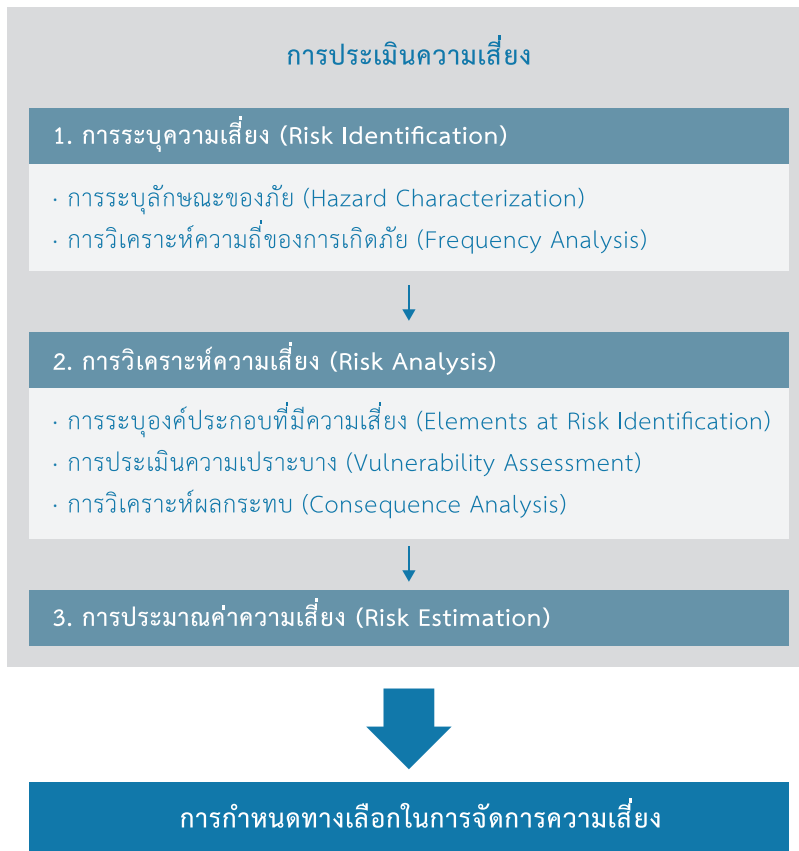 การประเมินความเสี่ยง
1. การระบุความเสี่ยง (Risk Identification)
· การระบุลักษณะของภัย (Hazard Characterization)
· การวิเคราะห์ความถี่ของการเกิดภัย (Frequency Analysis)
2. การวิเคราะห์ความเสี่ยง (Risk Analysis)
· การระบุองค์ประกอบที่มีความเสี่ยง (Elements at Risk Identification)
· การประเมินความเปราะบาง (Vulnerability Assessment)
· การวิเคราะห์ผลกระทบ (Consequence Analysis)
3. การประมาณค่าความเสี่ยง (Risk Estimation)
การกำหนดทางเลือกในการจัดการความเสี่ยง